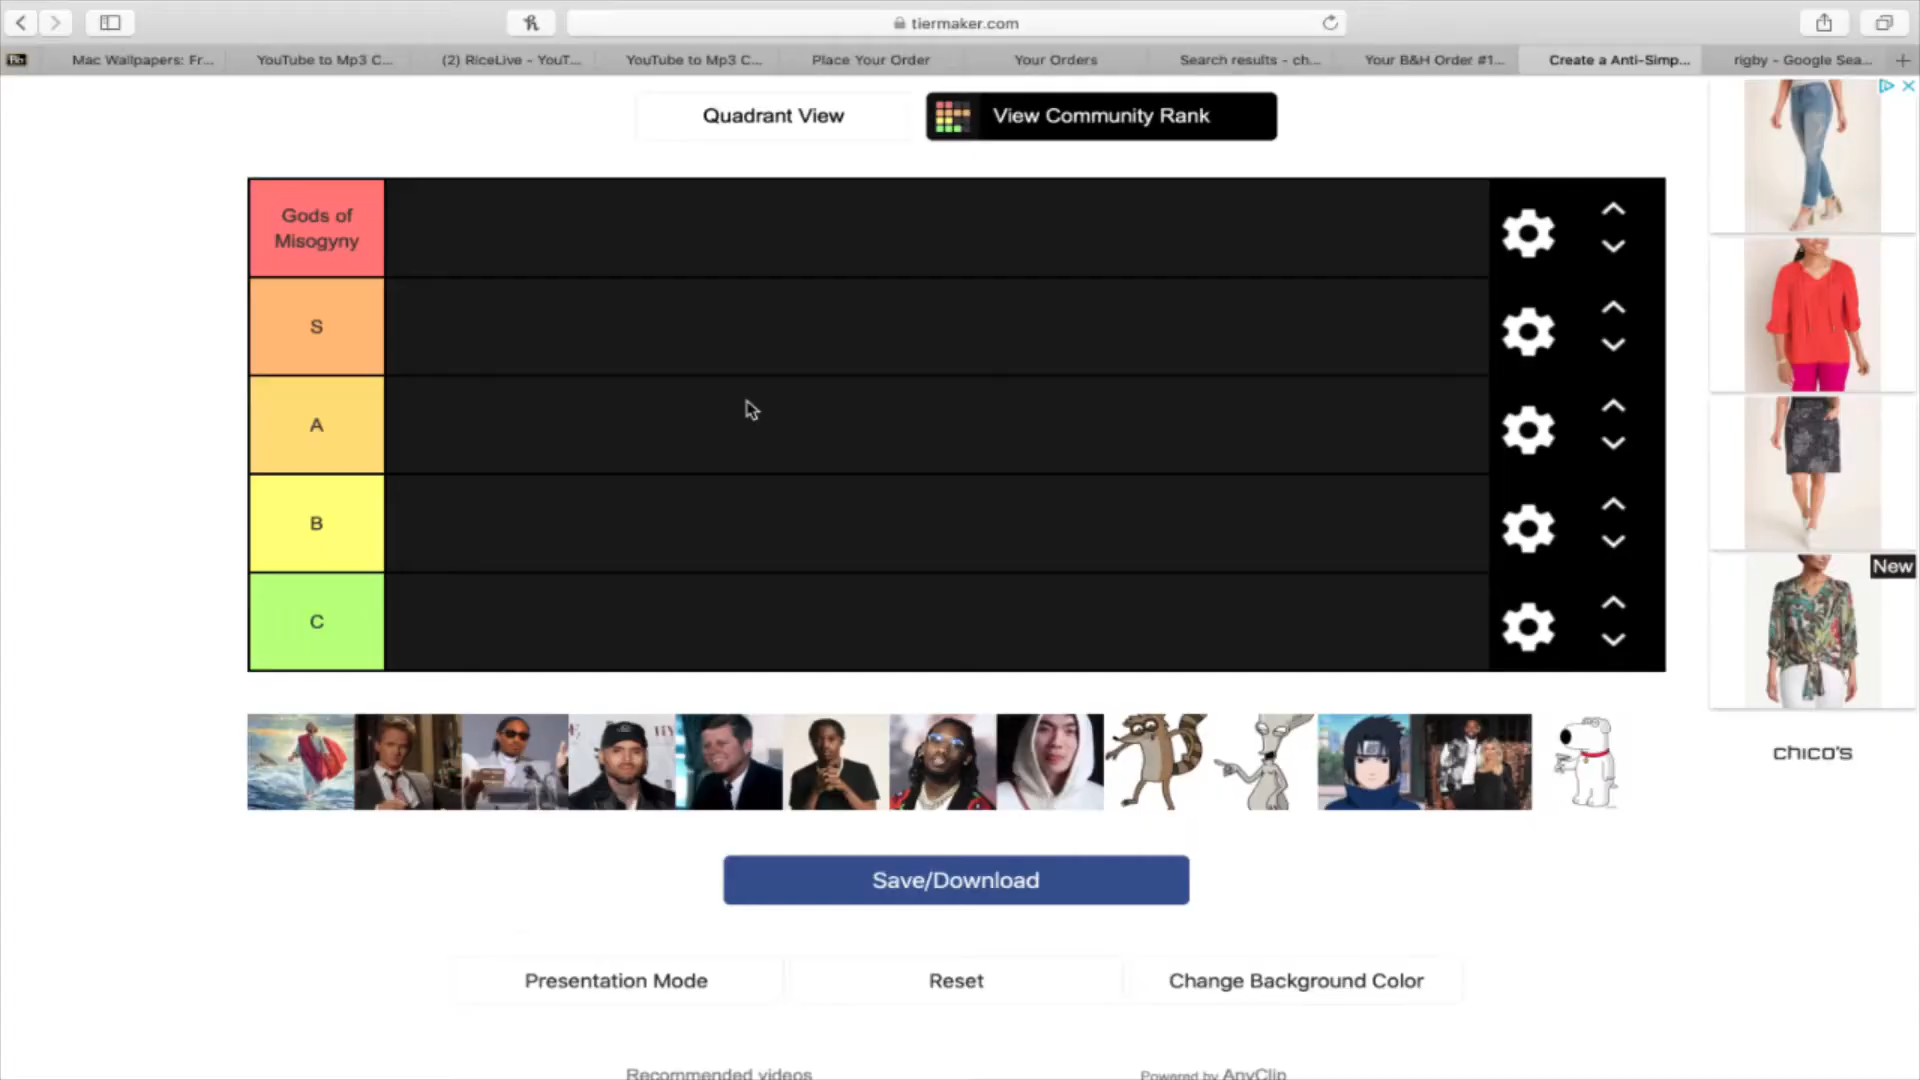 tiermaker.com
Mac Wallpapers: Fr...
YouTube to Mp3 C...
(2) RiceLive - YouT...
YouTube to Mp3 C...
Place Your Order
Your Orders
Search results - ch...
Your B&H Order #1...
Create a Anti-Simp...
rigby - Google Sea...
Quadrant View
View Community Rank
Gods of
Misogyny
S
A
B
C
New
chico's
Save/Download
Presentation Mode
Reset
Change Background Color
Recommended videos
Powered by AnyClip